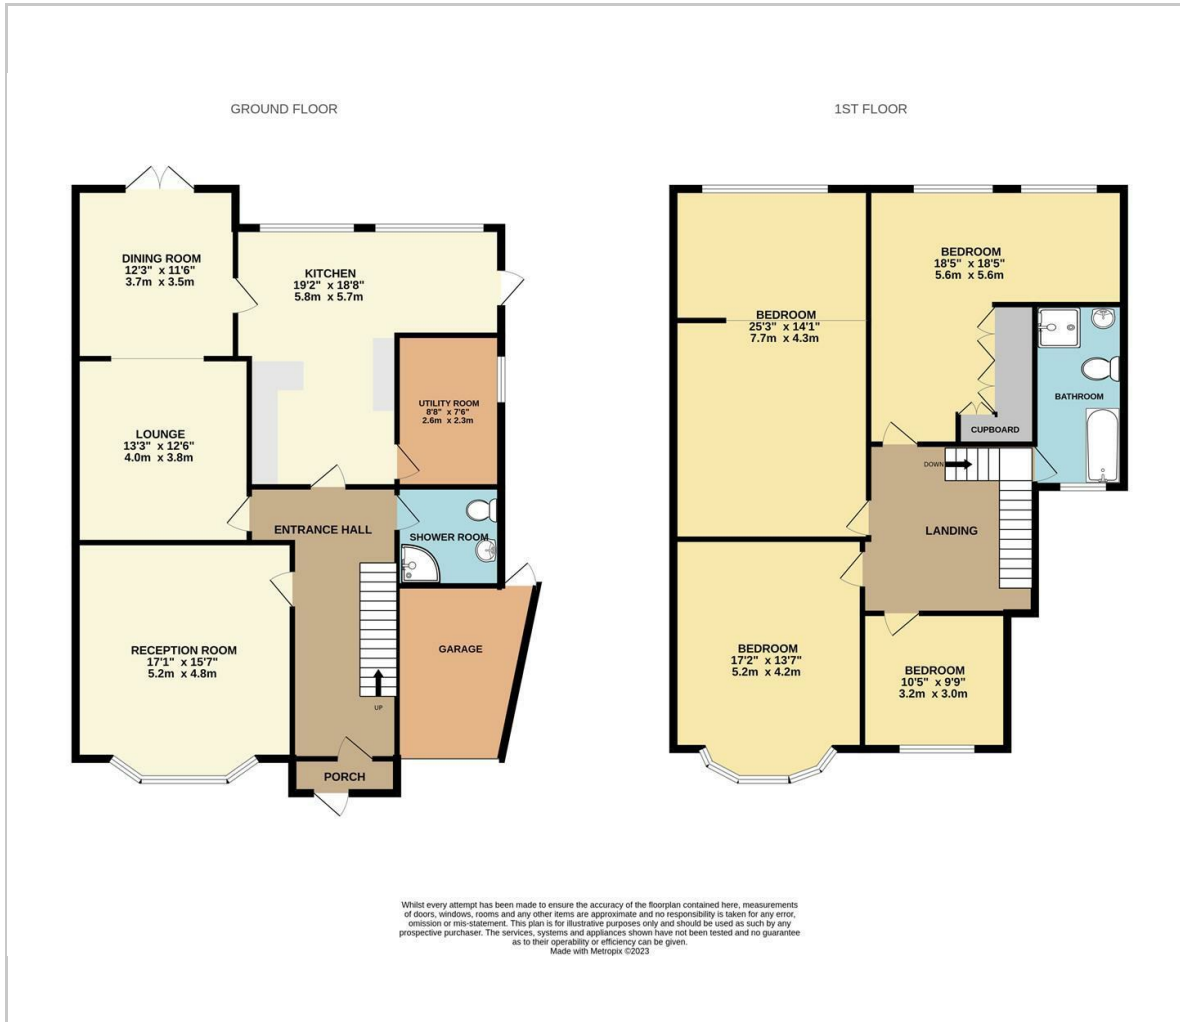 GROUND FLOOR
DINING ROOM
12'3" x 11'6"
3.7m x 3.5m
KITCHEN
19'2" x 18'8"
5.8m x 5.7m
UTILITY ROOM
8'8" x 7'6"
2.6m x 2.3m
LOUNGE
13'3" x 12'6"
4.0m x 3.8m
ENTRANCE HALL
SHOWER ROOM
RECEPTION ROOM
17'1" x 15'7"
5.2m x 4.8m
GARAGE
UP
PORCH
1ST FLOOR
BEDROOM
18'5" x 18'5"
5.6m x 5.6m
BEDROOM
25'3" x 14'1"
7.7m x 4.3m
BATHROOM
CUPBOARD
DOWN
LANDING
BEDROOM
17'2" x 13'7"
5.2m x 4.2m
BEDROOM
10'5" x 9'9"
3.2m x 3.0m
Whilst every attempt has been made to ensure the accuracy of the floorplan contained here, measurements
of doors, windows, rooms and any other items are approximate and no responsibility is taken for any error,
omission or mis-statement. This plan is for illustrative purposes only and should be used as such by any
prospective purchaser. The services, systems and appliances shown have not been tested and no guarantee
as to their operability or efficiency can be given.
Made with Metropix ©2023